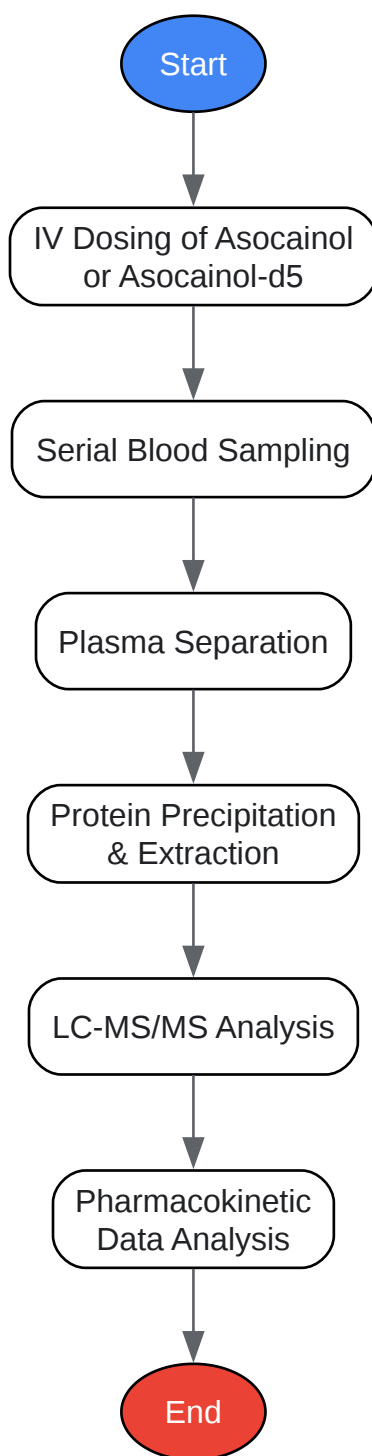 Start
IV Dosing of Asocainol
or Asocainol-d5
Serial Blood Sampling
Plasma Separation
Protein Precipitation
& Extraction
LC-MS/MS Analysis
Pharmacokinetic
Data Analysis
End